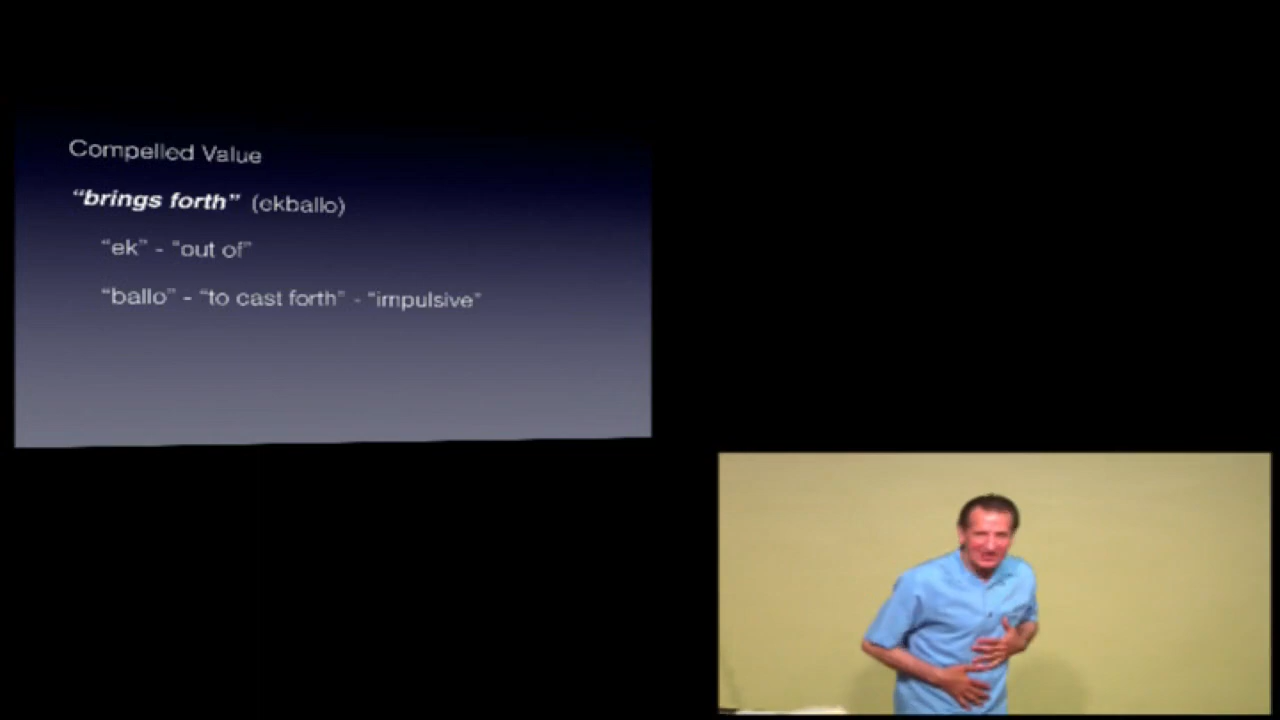 Compelled Value
“brings forth” (ekballo)
“ek” - “out of”
“ballo” - “to cast forth” - “impulsive”